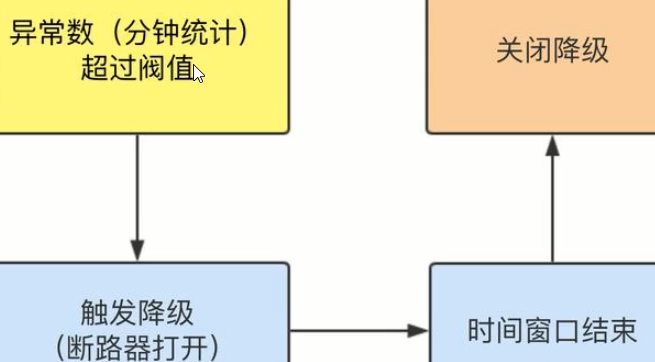 异常数（分钟统计）
超过阀值
关闭降级
触发降级
（断路器打开）
时间窗口结束